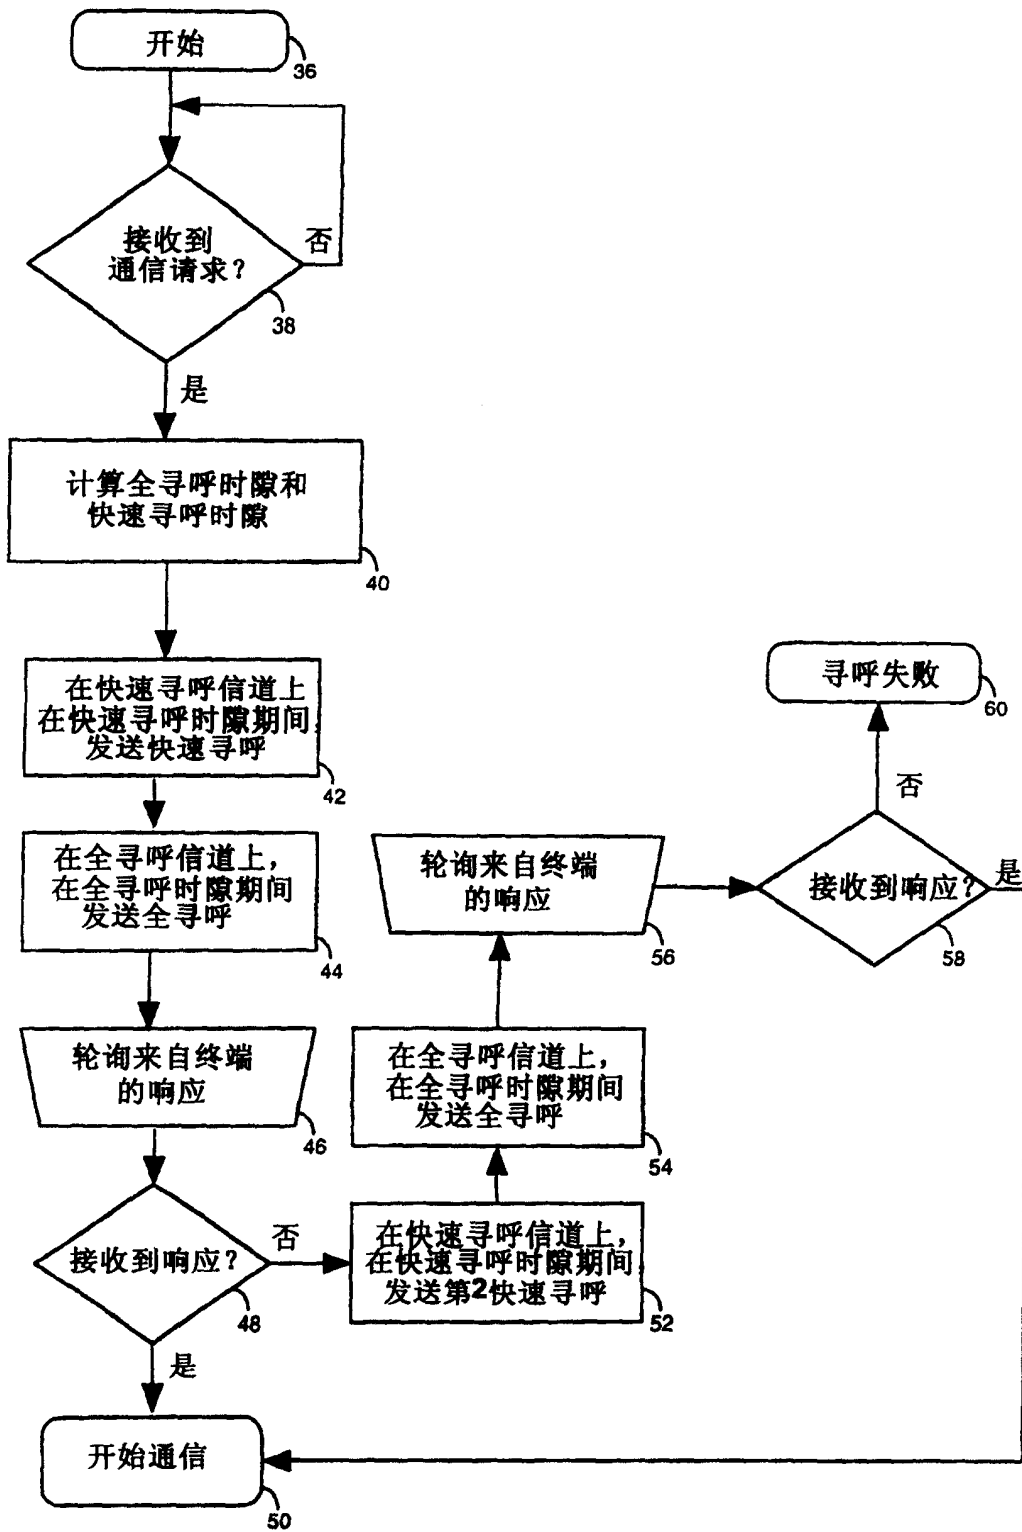 开始
36
接收到
通信请求？
否
38
是
计算全寻呼时隙和
快速寻呼时隙
40
在快速寻呼信道上
在快速寻呼时隙期间,
发送快速寻呼
42
在全寻呼信道上，
在全寻呼时隙期间
发送全寻呼
44
轮询来自终端
的响应
46
接收到响应？
否
48
是
开始通信
50
在快速寻呼信道上，
在快速寻呼时隙期间
发送第2快速寻呼
52
在全寻呼信道上，
在全寻呼时隙期间
发送全寻呼
54
轮询来自终端
的响应
56
接收到响应？
是
58
否
寻呼失败
60